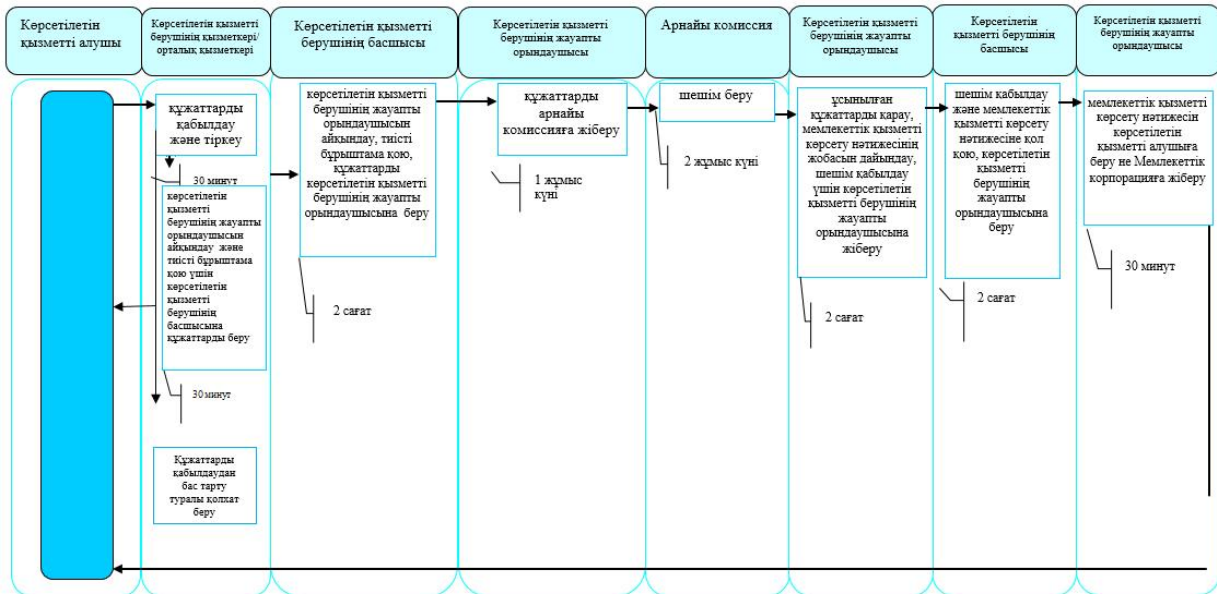 Көрсетілетін
қызметті алушы
Көрсетілетін қызметті
берушінің қызметкері/
орталық қызметкері
Көрсетілетін қызметті
берушінің басшысы
Көрсетілетін қызметті
берушінің жауапты
орындаушысы
Арнайы комиссия
Көрсетілетін қызметті
берушінің жауапты
орындаушысы
Көрсетілетін
қызметті берушінің
басшысы
Көрсетілетін қызметті
берушінің жауапты
орындаушысы
құжаттарды
қабылдау
және тіркеу
30 минут
көрсетілетін
қызметті
берушінің жауапты
орындаушысын
айқындау және
тиісті бұрыштама
қою үшін
көрсетілетін
қызметті
берушінің
басшысына
құжаттарды беру
30 минут
Құжаттарды
қабылдаудан
бас тарту
туралы қолхат
беру
көрсетілетін қызметті
берушінің жауапты
орындаушысын
айқындау, тиісті
бұрыштама қою,
құжаттарды
көрсетілетін қызметті
берушінің жауапты
орындаушысына беру
2 сағат
құжаттарды
арнайы
комиссияға жіберу
1 жұмыс
күні
шешім беру
2 жұмыс күні
ұсынылған
құжаттарды қарау,
мемлекеттік қызметті
көрсету нәтижесінің
жобасын дайындау,
шешім қабылдау
үшін көрсетілетін
қызметті берушінің
жауапты
орындаушысына
жіберу
2 сағат
шешім қабылдау
және мемлекеттік
қызметті көрсету
нәтижесіне қол
қою, көрсетілетін
қызметті
берушінің
жауапты
орындаушысына
беру
2 сағат
мемлекеттік қызметті
көрсету нәтижесін
көрсетілетін
қызметті алушыға
беру не Мемлекеттік
корпорацияға жіберу
30 минут